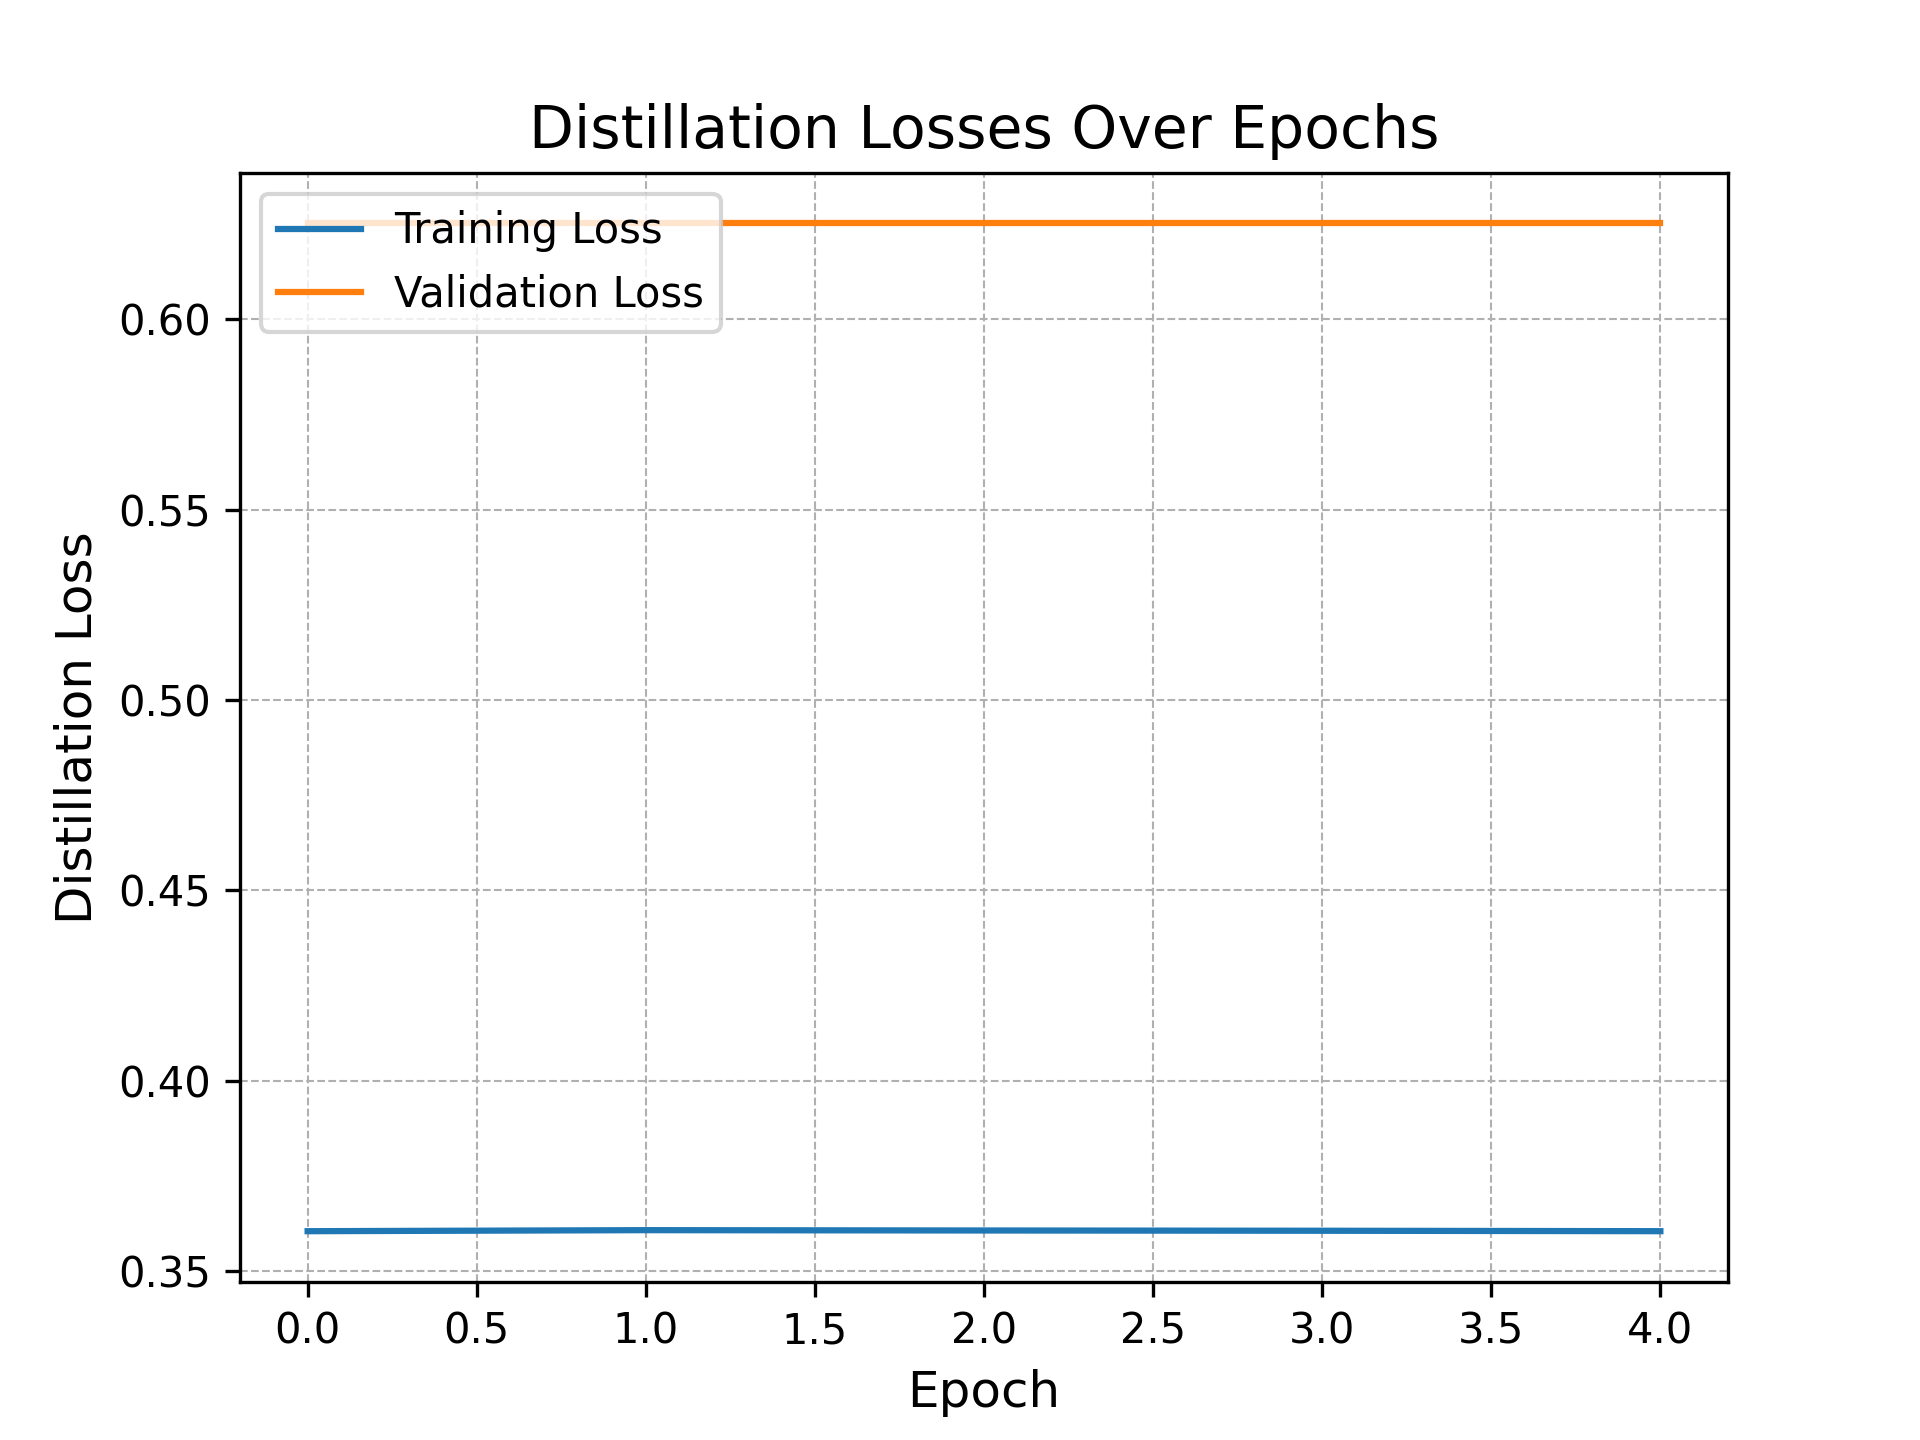 Distillation Losses Over Epochs
Training Loss
Validation Loss
Distillation Loss
0.60
0.55
0.50
0.45
0.40
0.35
0.0 0.5 1.0 1.5 2.0 2.5 3.0 3.5 4.0
Epoch